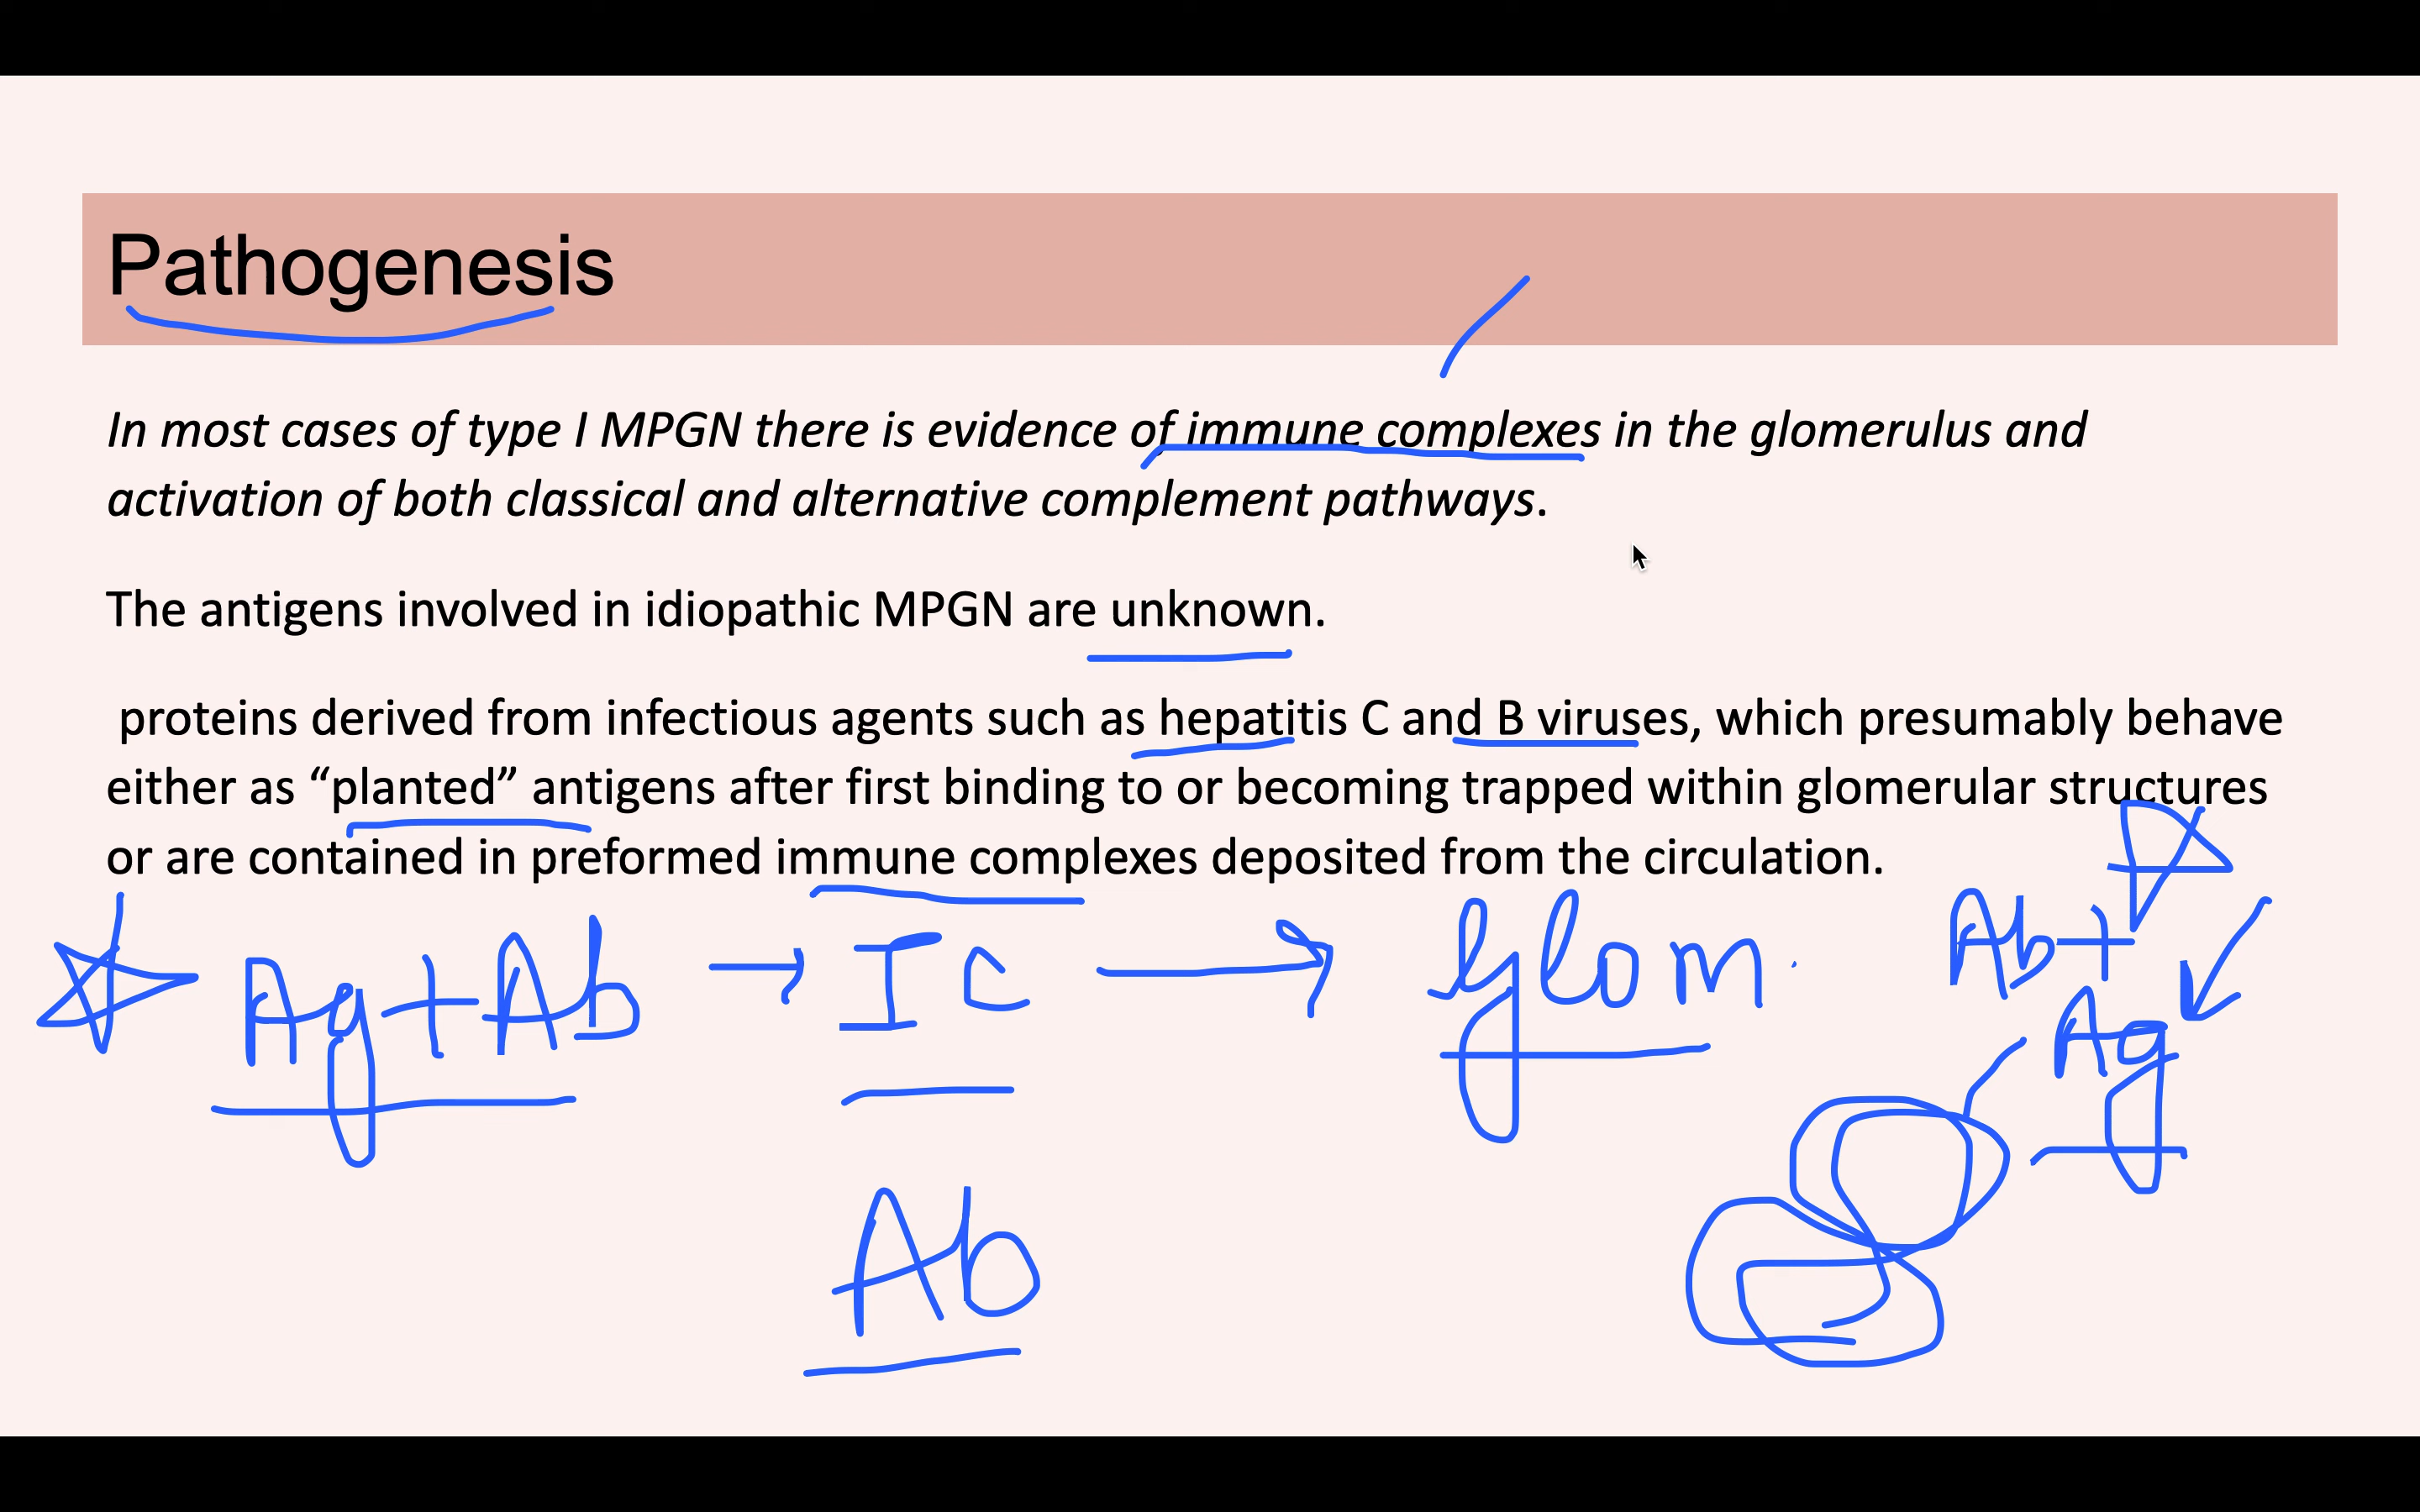 Pathogenesis
In most cases of type I MPGN there is evidence of immune complexes in the glomerulus and
activation of both classical and alternative complement pathways.
The antigens involved in idiopathic MPGN are unknown.
proteins derived from infectious agents such as hepatitis C and B viruses, which presumably behave
either as “planted” antigens after first binding to or becoming trapped within glomerular structures
or are contained in preformed immune complexes deposited from the circulation.
Ag+Ab → Ic → glom. Ab+
Ag
Ab